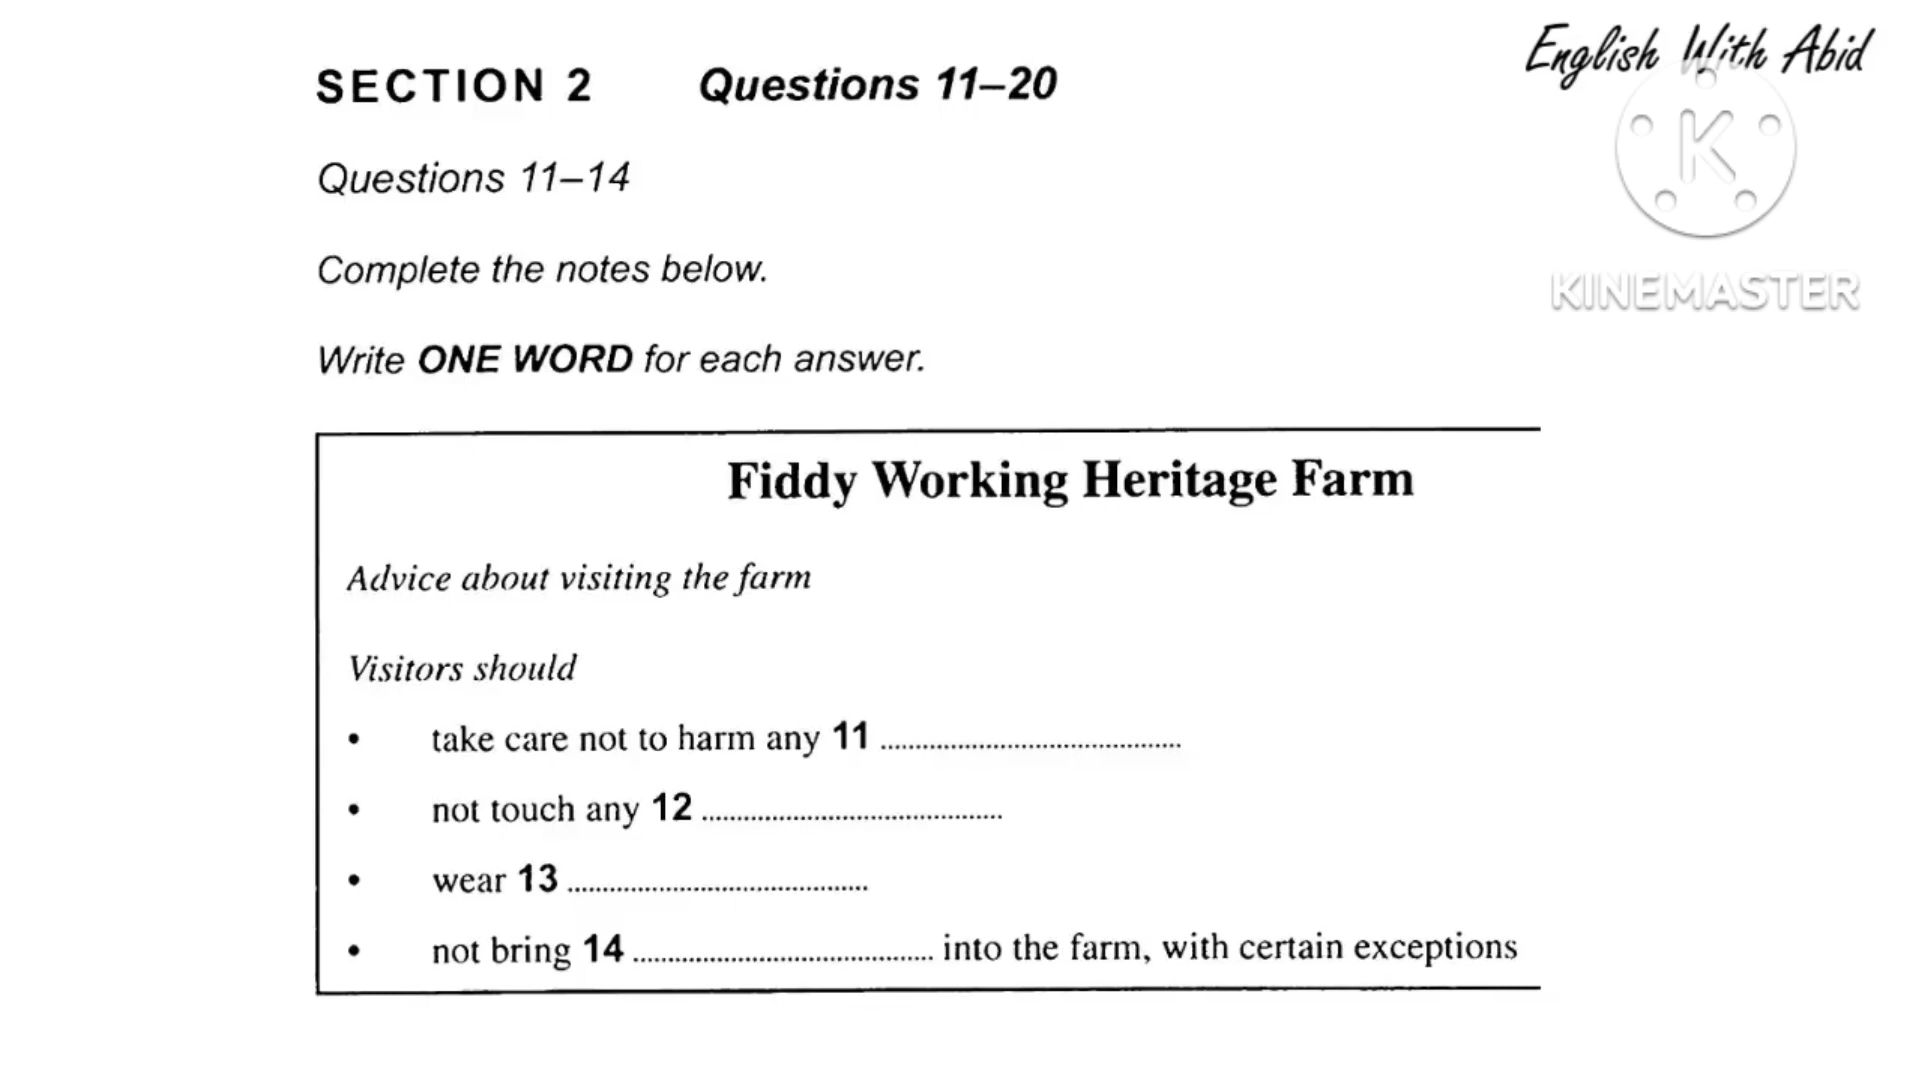 English With Abid
SECTION 2 Questions 11–20
K
KINEMASTER
Questions 11–14
Complete the notes below.
Write ONE WORD for each answer.
Fiddy Working Heritage Farm
Advice about visiting the farm
Visitors should
• take care not to harm any 11 ...........................................
• not touch any 12 ...........................................
• wear 13 ...........................................
• not bring 14 ........................................... into the farm, with certain exceptions